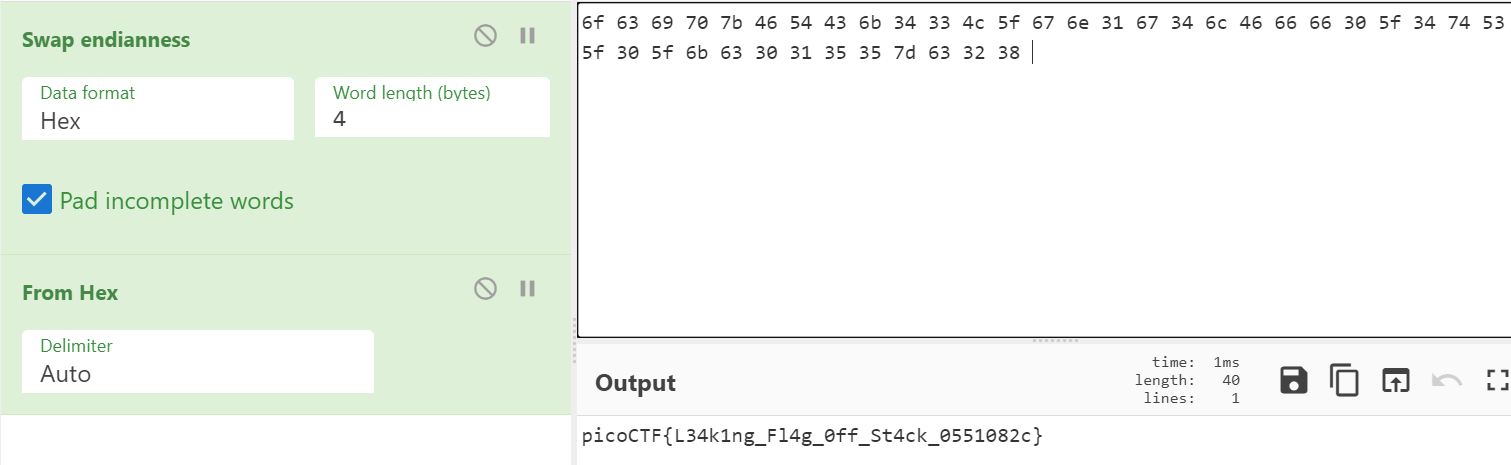 Swap endianness
Data format
Hex
Word length (bytes)
4
Pad incomplete words
From Hex
Delimiter
Auto
6f 63 69 70 7b 46 54 43 6b 34 33 4c 5f 67 6e 31 67 34 6c 46 66 66 30 5f 34 74 53
5f 30 5f 6b 63 30 31 35 35 7d 63 32 38
Output
time: 1ms
length: 40
lines: 1
picoCTF{L34k1ng_Fl4g_0ff_St4ck_0551082c}